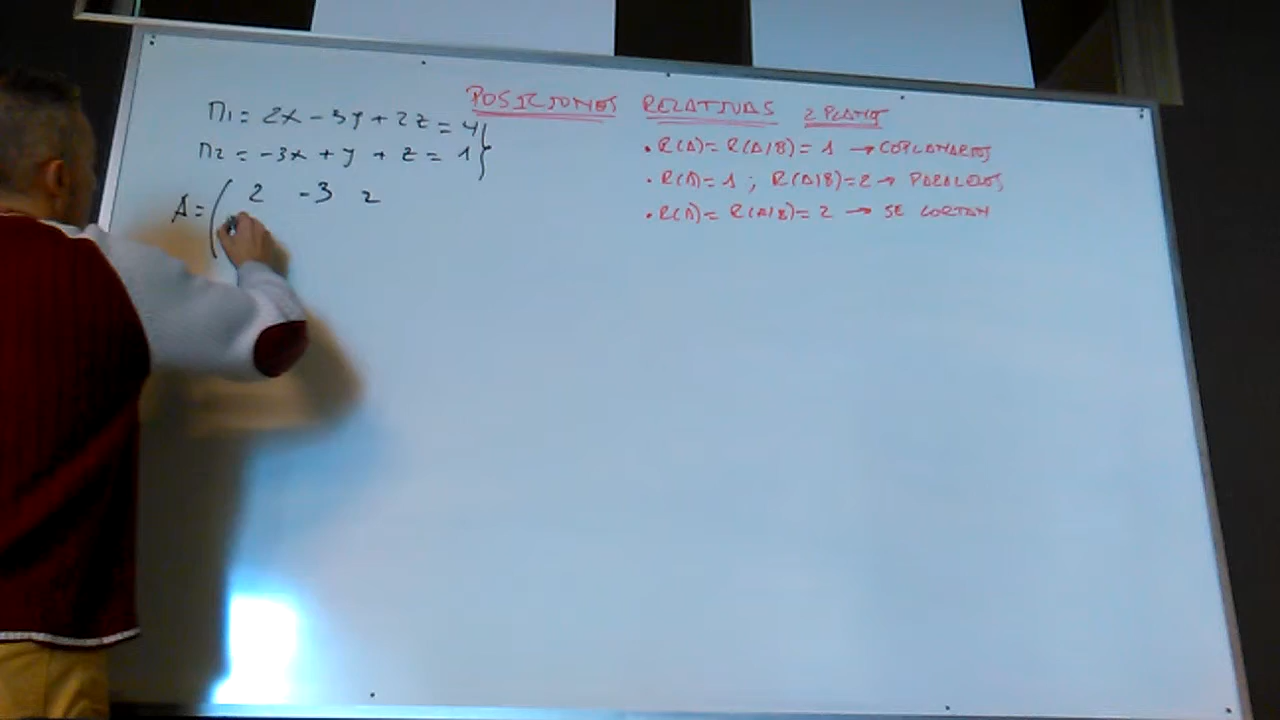 POSICIONES RELATIVAS 2 PLANOS
Π1 = 2x - 3y + 2z = 4
Π2 = -3x + y + z = 1 }
A = ( 2 -3 2
• R(A) = R(A/B) = 1 → COPLANARIOS
• R(A) = 1 ; R(A/B) = 2 → PARALELOS
• R(A) = R(A/B) = 2 → SE CORTAN